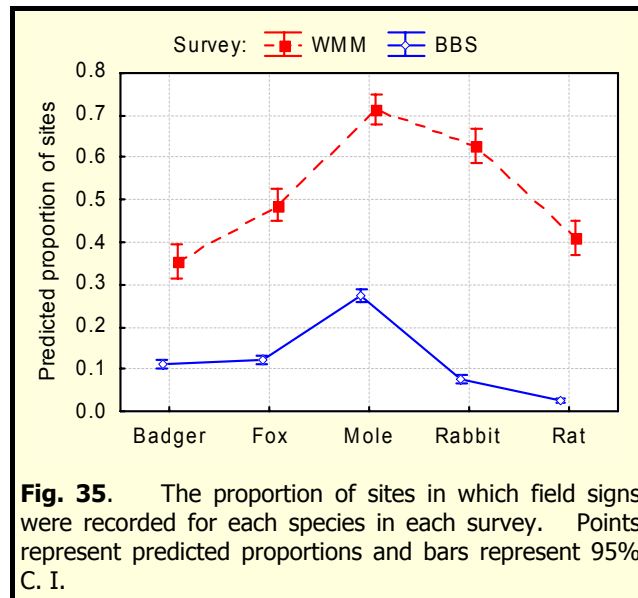 Survey: WMM BBS
0.8
0.7
0.6
0.5
0.4
0.3
0.2
0.1
0.0
Predicted proportion of sites
Badger Fox Mole Rabbit Rat
Fig. 35. The proportion of sites in which field signs
were recorded for each species in each survey. Points
represent predicted proportions and bars represent 95%
C. I.